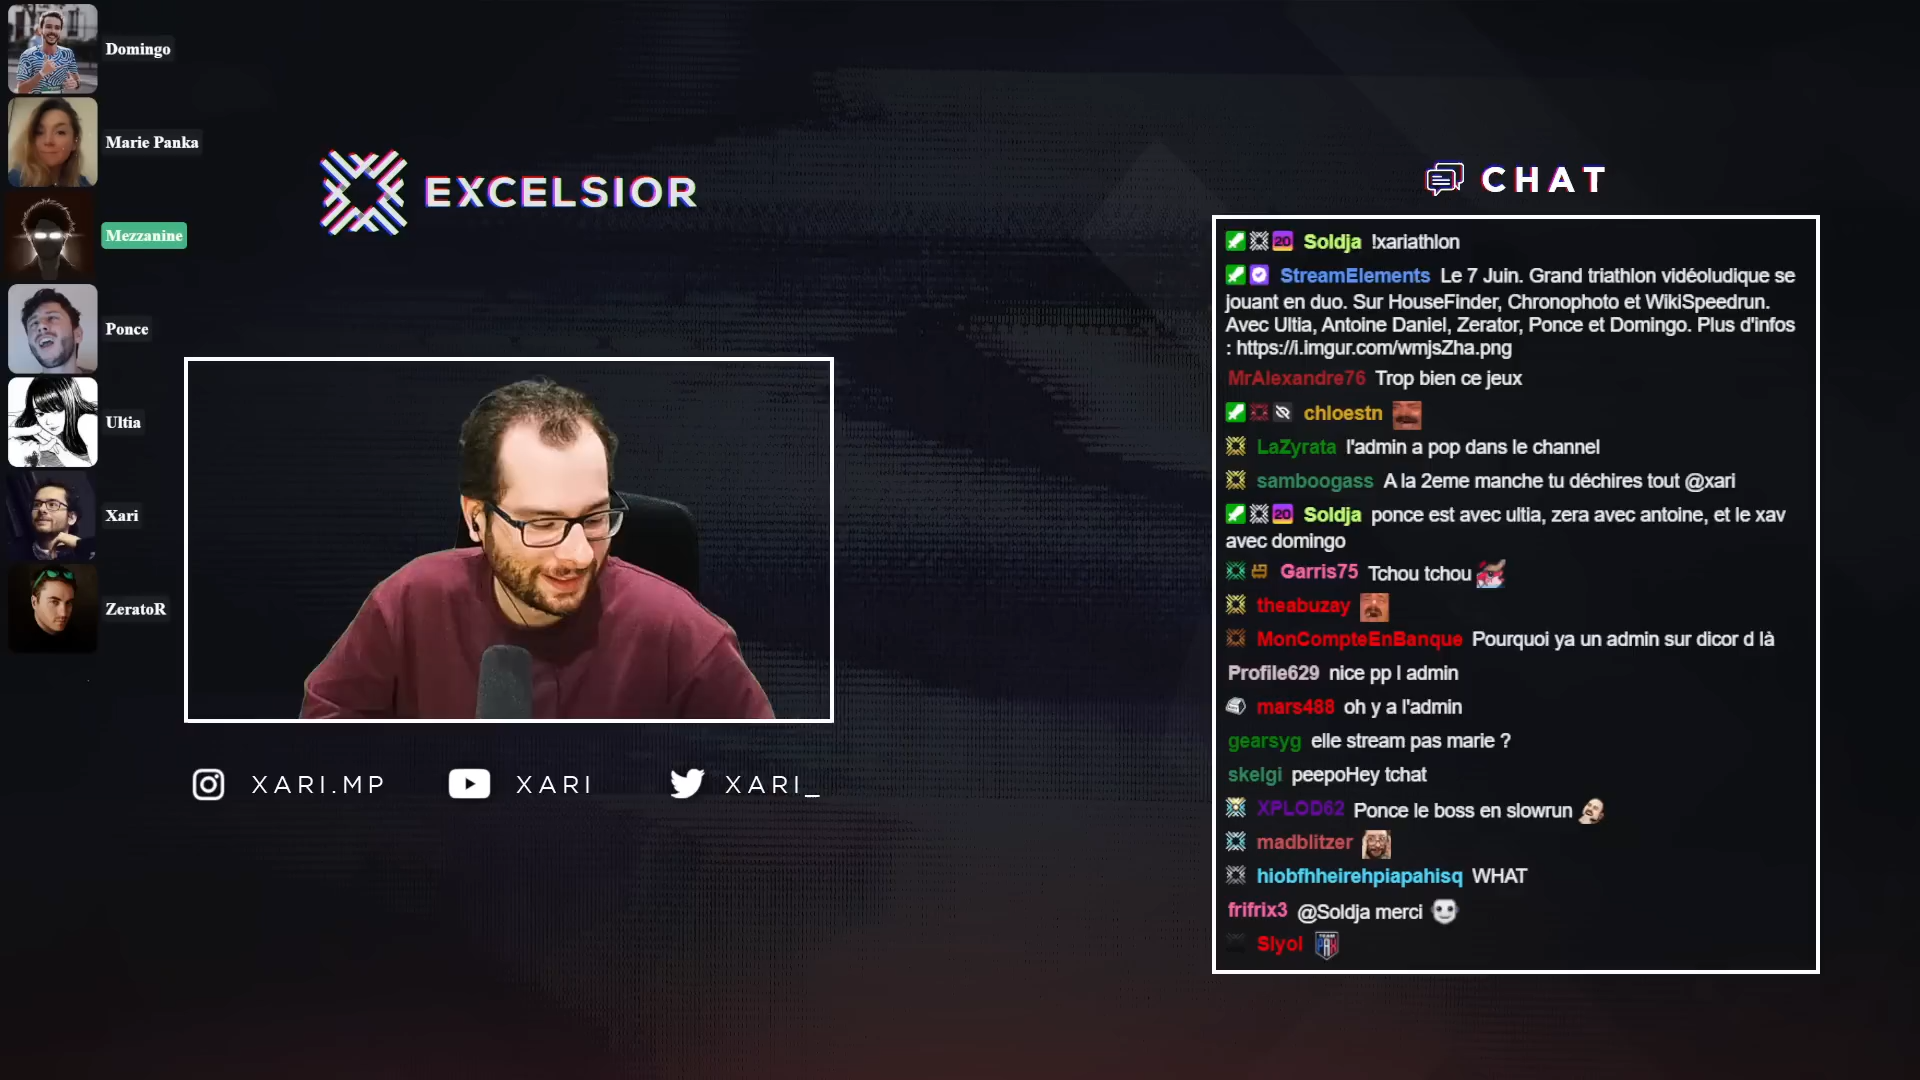 Domingo
Marie Panka
Mezzanine
Ponce
Ultia
Xari
ZeratoR
EXCELSIOR
XARI.MP
XARI
XARI_
CHAT
20 Soldja !xariathlon
StreamElements Le 7 Juin. Grand triathlon vidéoludique se
jouant en duo. Sur HouseFinder, Chronophoto et WikiSpeedrun.
Avec Ultia, Antoine Daniel, Zerator, Ponce et Domingo. Plus d'infos
: https://i.imgur.com/wmjsZha.png
MrAlexandre76 Trop bien ce jeux
chloestn
LaZyrata l'admin a pop dans le channel
samboogass A la 2eme manche tu déchires tout @xari
20 Soldja ponce est avec ultia, zera avec antoine, et le xav
avec domingo
Garris75 Tchou tchou
theabuzay
MonCompteEnBanque Pourquoi ya un admin sur dicor d là
Profile629 nice pp l admin
mars488 oh y a l'admin
gearsyg elle stream pas marie ?
skelgi peepoHey tchat
XPLOD62 Ponce le boss en slowrun
madblitzer
hiobfhheirehpiapahisq WHAT
frifrix3 @Soldja merci
Slyol TEAM PAX